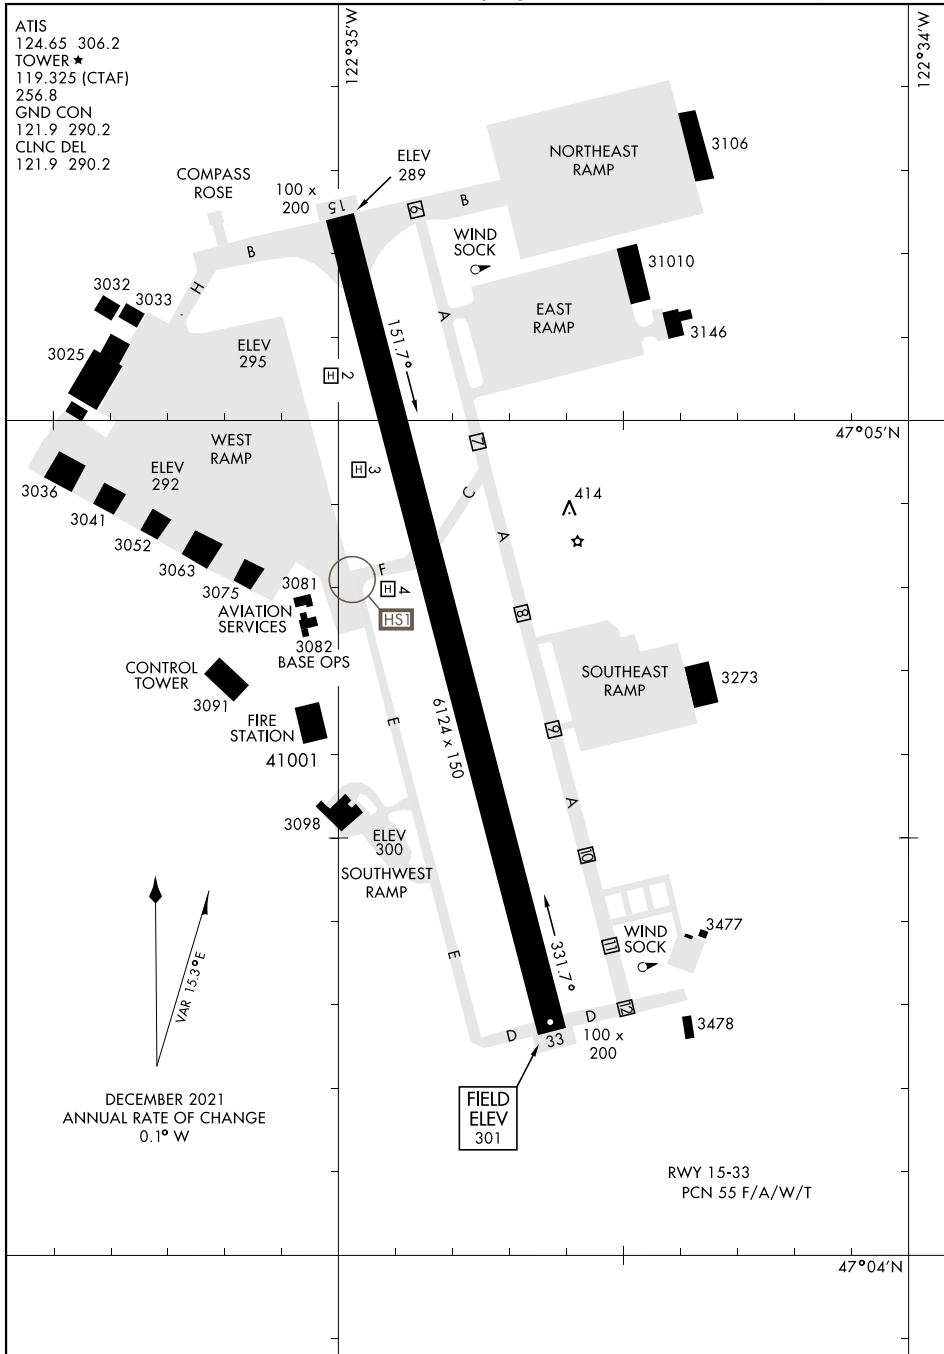 ATIS
124.65 306.2
TOWER ★
119.325 (CTAF)
256.8
GND CON
121.9 290.2
CLNC DEL
121.9 290.2
122°35'W
122°34'W
COMPASS
ROSE
100 x
200
15
ELEV
289
NORTHEAST
RAMP
3106
6
B
B
WIND
SOCK
31010
H
3032
3033
EAST
RAMP
A
3146
3025
ELEV
295
151.7°
H 2
47°05'N
WEST
RAMP
7
ELEV
292
H 3
3036
C
414
3041
3052
A
3063
3075
F
3081
H 4
AVIATION
SERVICES
HS1
8
3082
BASE OPS
CONTROL
TOWER
3091
SOUTHEAST
RAMP
3273
FIRE
STATION
41001
E
6124 x 150
9
3098
A
ELEV
300
10
SOUTHWEST
RAMP
VAR 15.3°E
3477
WIND
SOCK
11
E
331.7°
12
D
D
33
100 x
200
3478
DECEMBER 2021
ANNUAL RATE OF CHANGE
0.1° W
FIELD
ELEV
301
RWY 15-33
PCN 55 F/A/W/T
47°04'N